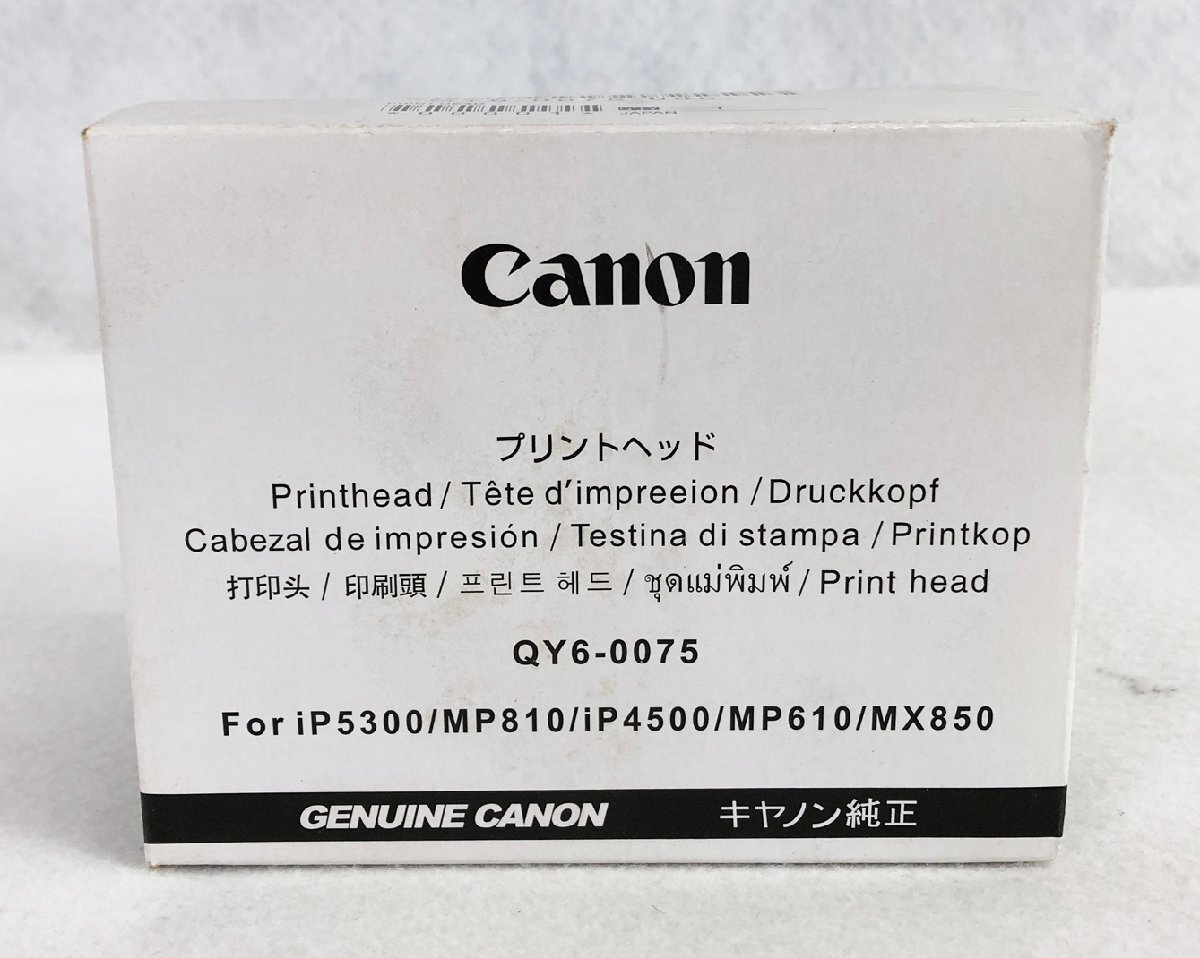 JAPAN
Canon
プリントヘッド
Printhead / Tête d'impreeion / Druckkopf
Cabezal de impresión / Testina di stampa / Printkop
打印头 / 印刷頭 / 프린트 헤드 / ชุดแม่พิมพ์ / Print head
QY6-0075
For iP5300/MP810/iP4500/MP610/MX850
GENUINE CANON キヤノン純正